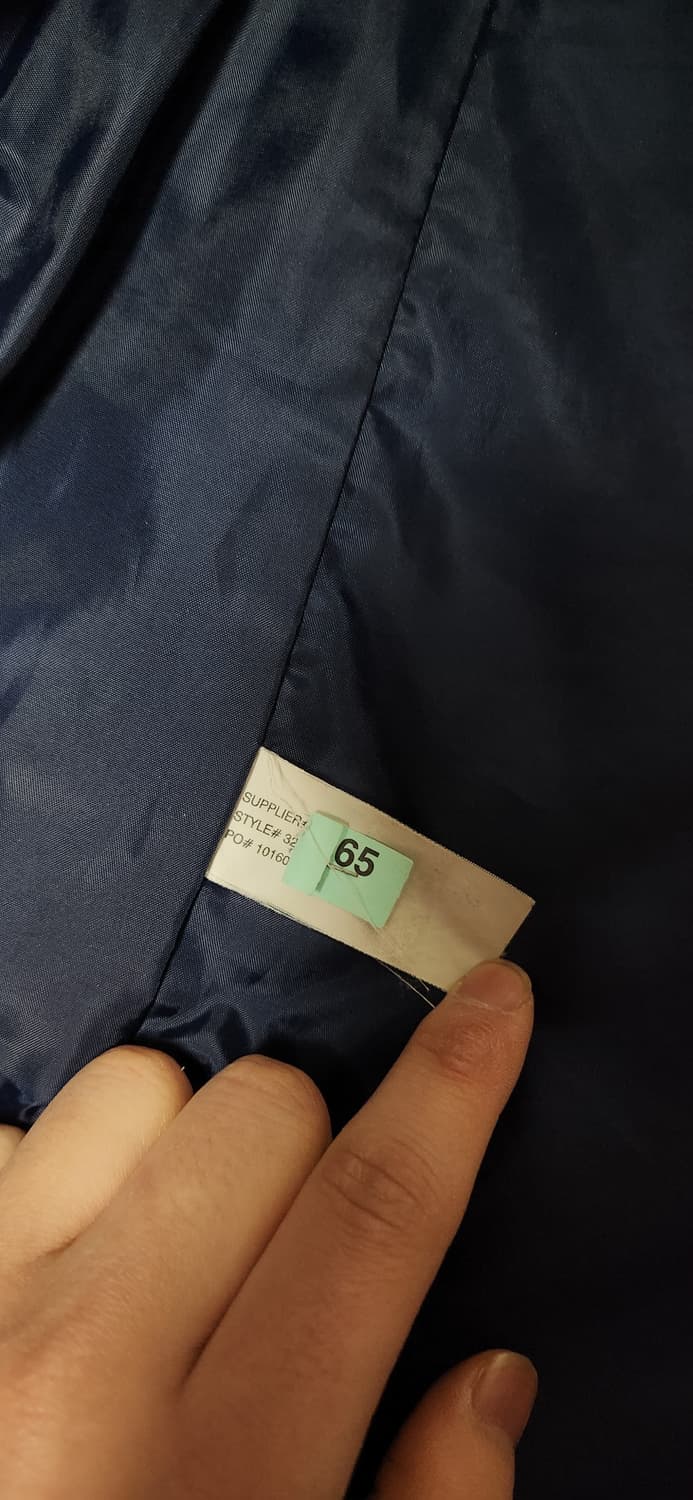 SUPPLIER#
STYLE# 32
PO# 10160
65